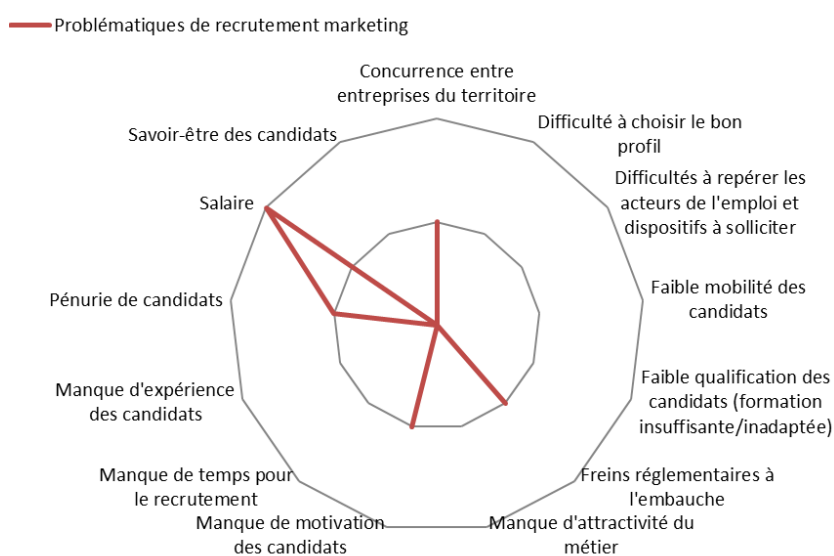 Problématiques de recrutement marketing
Concurrence entre
entreprises du territoire
Difficulté à choisir le bon
profil
Difficultés à repérer les
acteurs de l'emploi et
dispositifs à solliciter
Faible mobilité des
candidats
Faible qualification des
candidats (formation
insuffisante/inadaptée)
Freins réglementaires à
l'embauche
Manque d'attractivité du
métier
Manque de motivation
des candidats
Manque de temps pour
le recrutement
Manque d'expérience
des candidats
Pénurie de candidats
Salaire
Savoir-être des candidats